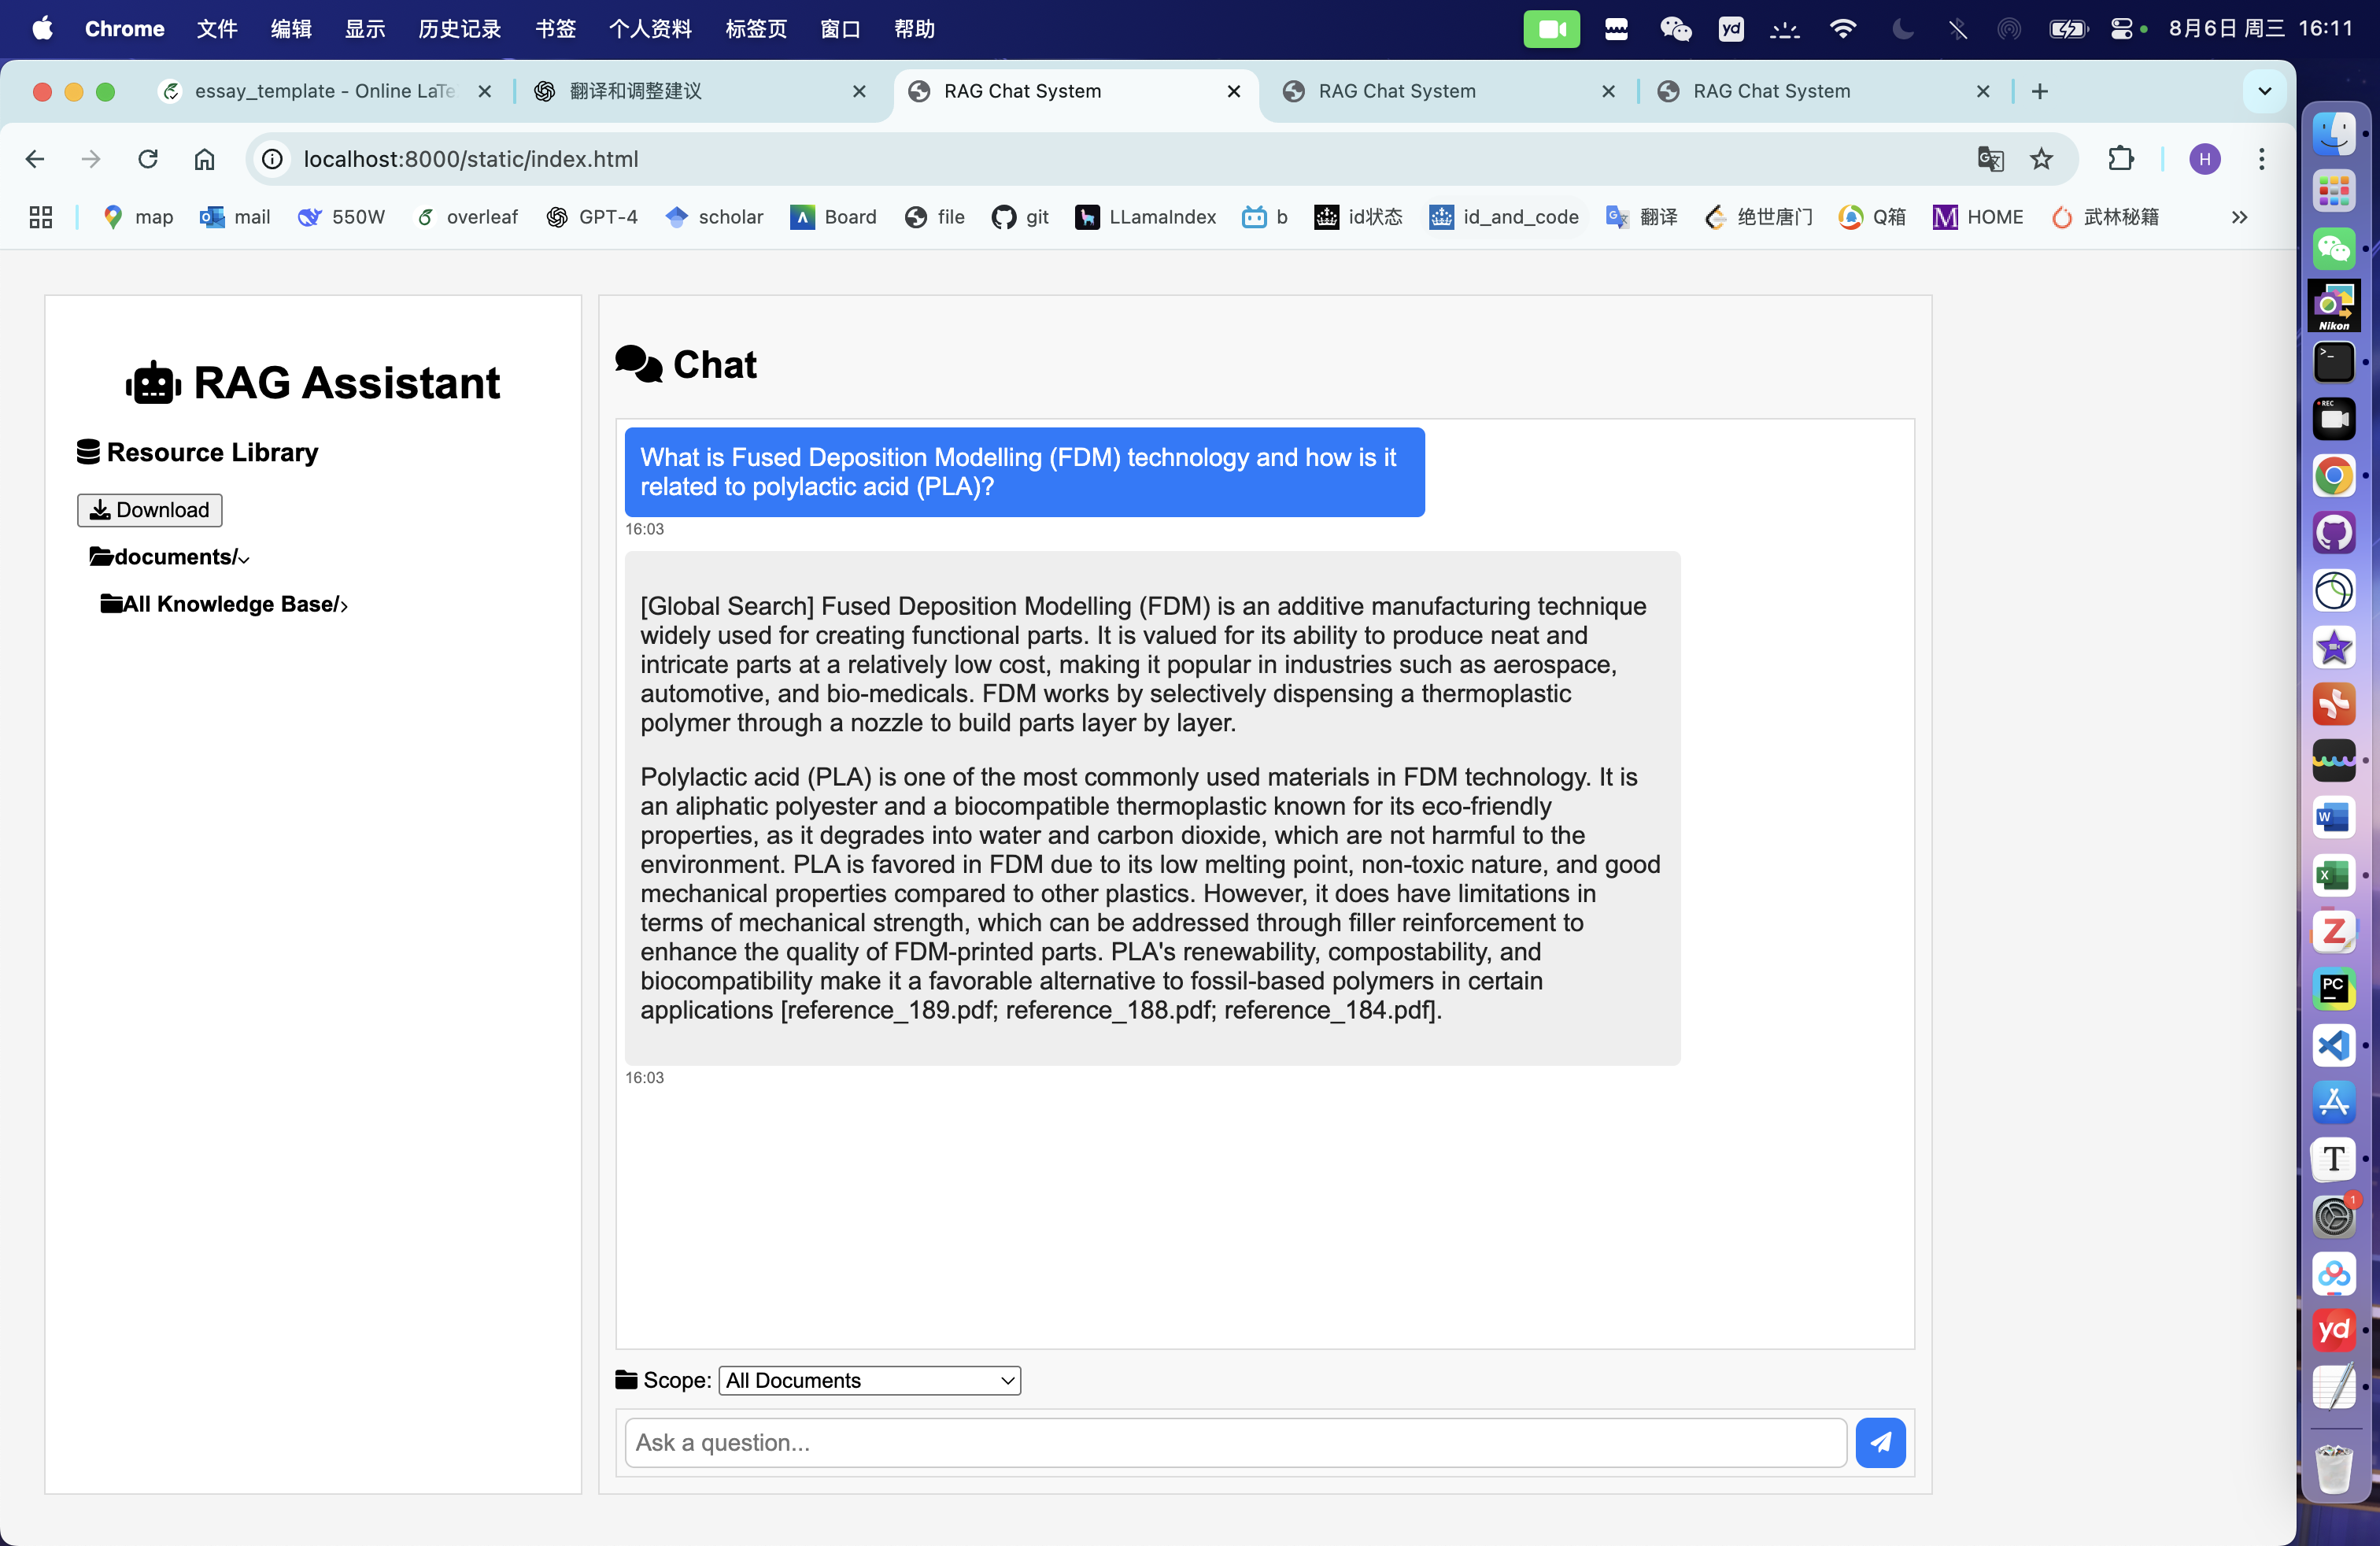 Chrome 文件 编辑 显示 历史记录 书签 个人资料 标签页 窗口 帮助 yd 8月6日 周三 16:11
essay_template - Online LaTe 翻译和调整建议 RAG Chat System RAG Chat System RAG Chat System
localhost:8000/static/index.html H
map mail 550W overleaf GPT-4 scholar Board file git LLamaIndex b id状态 id_and_code 翻译 绝世唐门 Q箱 HOME 武林秘籍
RAG Assistant
Resource Library
Download
documents/
All Knowledge Base/
Chat
What is Fused Deposition Modelling (FDM) technology and how is it
related to polylactic acid (PLA)?
16:03
[Global Search] Fused Deposition Modelling (FDM) is an additive manufacturing technique
widely used for creating functional parts. It is valued for its ability to produce neat and
intricate parts at a relatively low cost, making it popular in industries such as aerospace,
automotive, and bio-medicals. FDM works by selectively dispensing a thermoplastic
polymer through a nozzle to build parts layer by layer.
Polylactic acid (PLA) is one of the most commonly used materials in FDM technology. It is
an aliphatic polyester and a biocompatible thermoplastic known for its eco-friendly
properties, as it degrades into water and carbon dioxide, which are not harmful to the
environment. PLA is favored in FDM due to its low melting point, non-toxic nature, and good
mechanical properties compared to other plastics. However, it does have limitations in
terms of mechanical strength, which can be addressed through filler reinforcement to
enhance the quality of FDM-printed parts. PLA's renewability, compostability, and
biocompatibility make it a favorable alternative to fossil-based polymers in certain
applications [reference_189.pdf; reference_188.pdf; reference_184.pdf].
16:03
Scope: All Documents
Ask a question...
Nikon
REC
W
X
Z
PC
T
1
yd